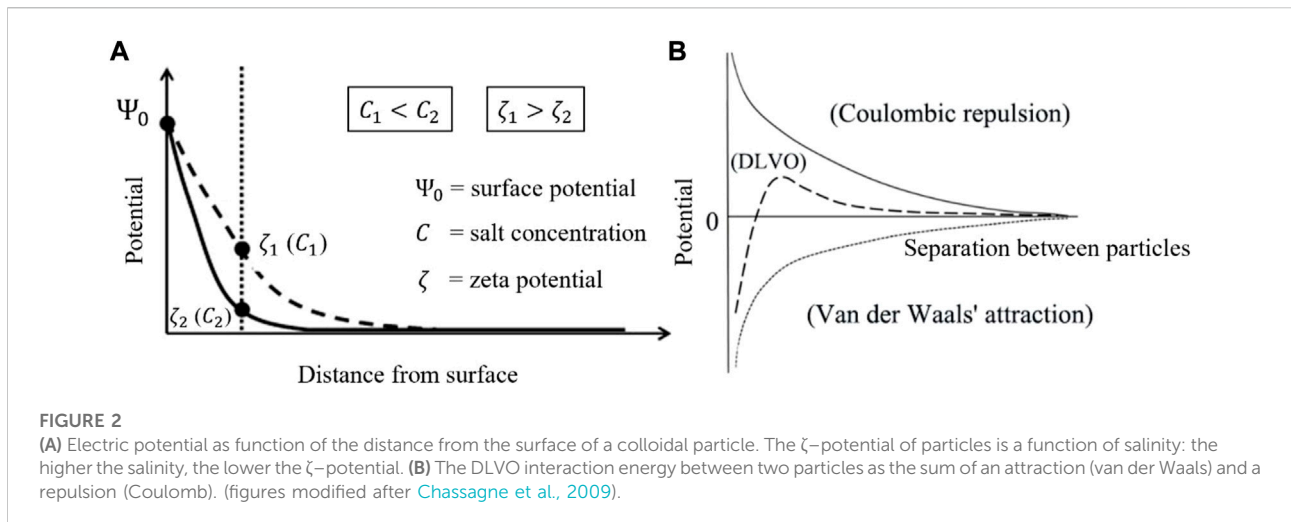 A
Ψ₀
Potential
C₁ < C₂
ζ₁ > ζ₂
Ψ₀ = surface potential
C = salt concentration
ζ = zeta potential
ζ₁ (C₁)
ζ₂ (C₂)
Distance from surface
B
(Coulombic repulsion)
(DLVO)
0
Potential
Separation between particles
(Van der Waals' attraction)
FIGURE 2
(A) Electric potential as function of the distance from the surface of a colloidal particle. The ζ–potential of particles is a function of salinity: the
higher the salinity, the lower the ζ–potential. (B) The DLVO interaction energy between two particles as the sum of an attraction (van der Waals) and a
repulsion (Coulomb). (figures modified after Chassagne et al., 2009).